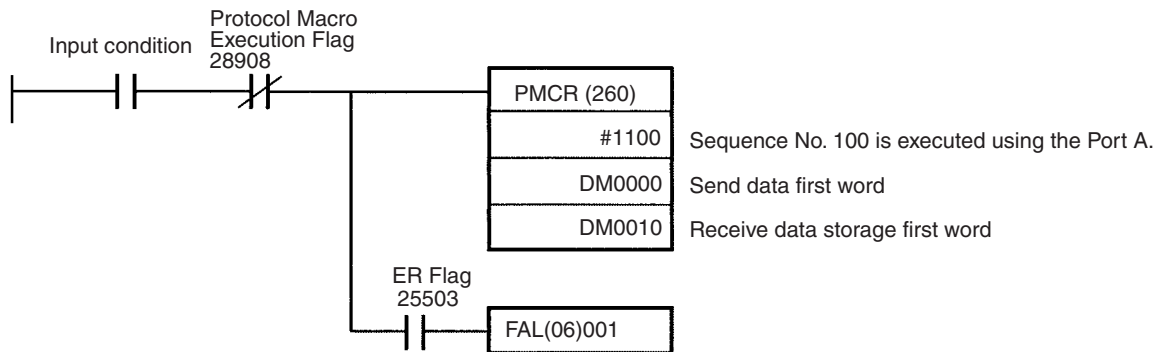 Input condition
Protocol Macro
Execution Flag
28908
PMCR (260)
#1100
Sequence No. 100 is executed using the Port A.
DM0000
Send data first word
DM0010
Receive data storage first word
ER Flag
25503
FAL(06)001